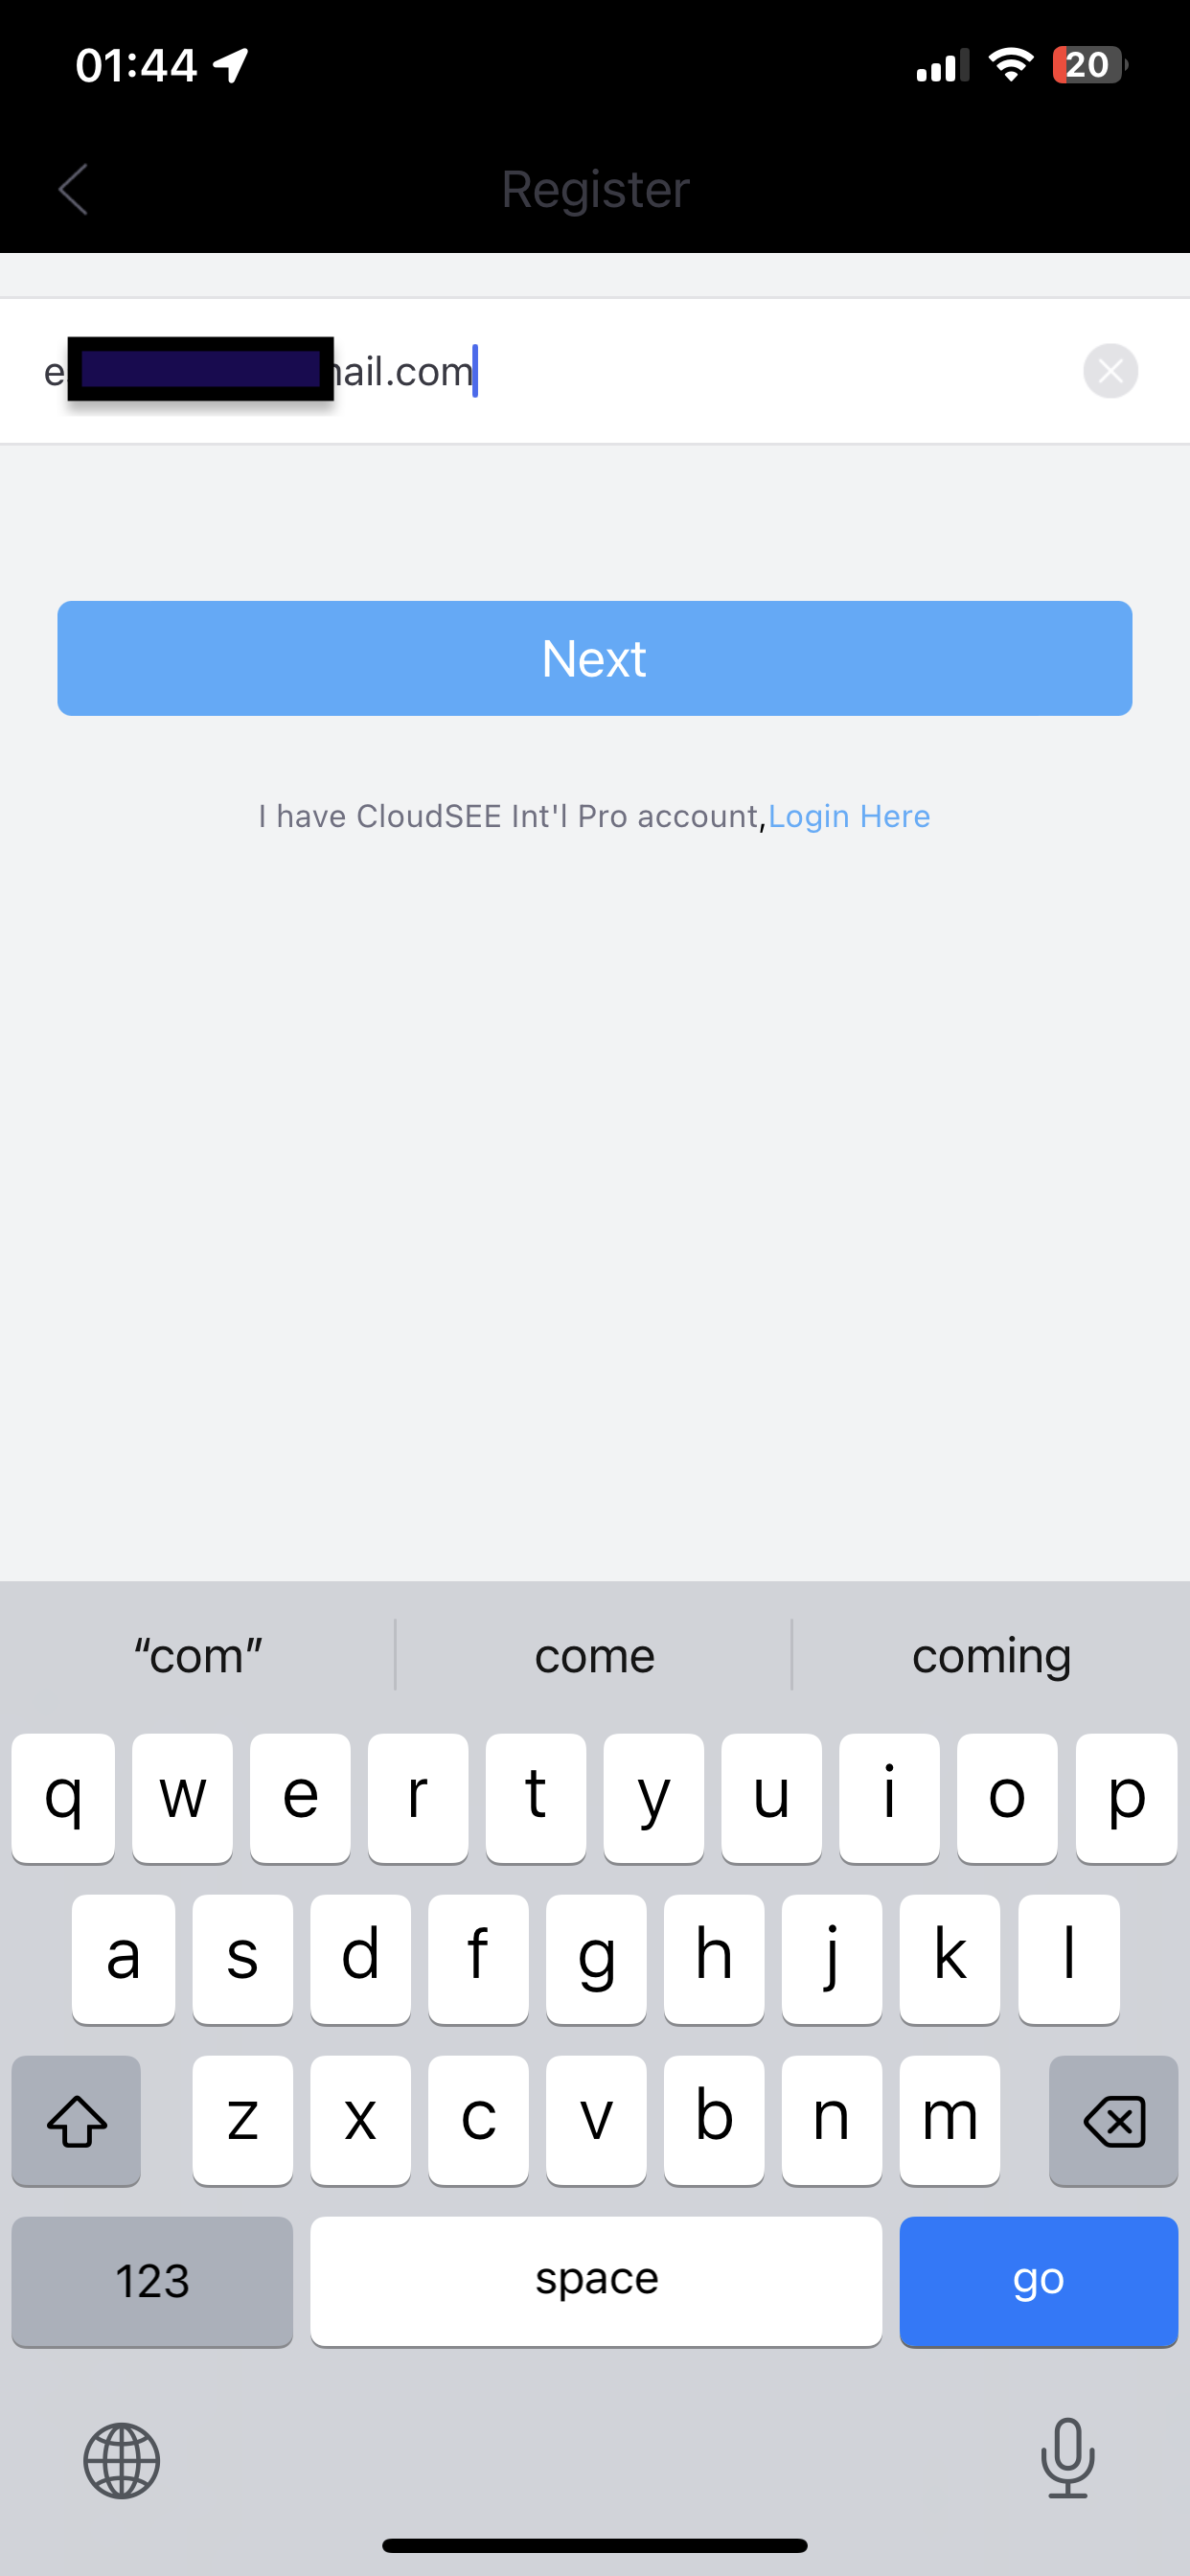 01:44
20
Register
e ail.com
Next
I have CloudSEE Int'l Pro account,Login Here
“com” come coming
q w e r t y u i o p
a s d f g h j k l
z x c v b n m
123 space go